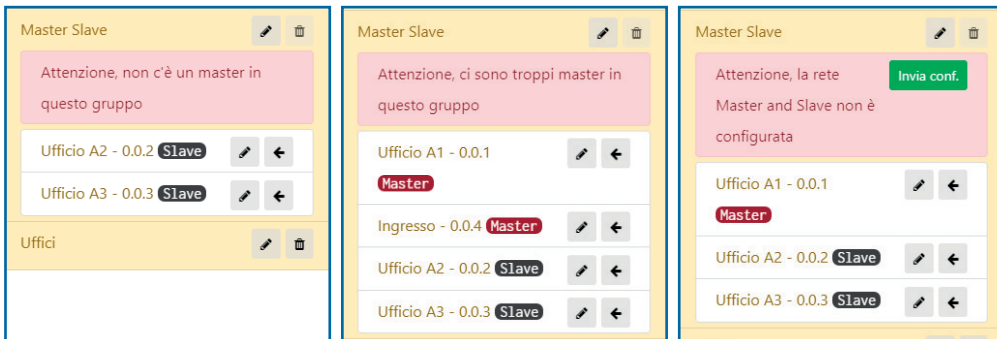 Master Slave
Attenzione, non c'è un master in
questo gruppo
Ufficio A2 - 0.0.2 Slave
Ufficio A3 - 0.0.3 Slave
Uffici
Master Slave
Attenzione, ci sono troppi master in
questo gruppo
Ufficio A1 - 0.0.1
Master
Ingresso - 0.0.4 Master
Ufficio A2 - 0.0.2 Slave
Ufficio A3 - 0.0.3 Slave
Master Slave
Attenzione, la rete Invia conf.
Master and Slave non è
configurata
Ufficio A1 - 0.0.1
Master
Ufficio A2 - 0.0.2 Slave
Ufficio A3 - 0.0.3 Slave